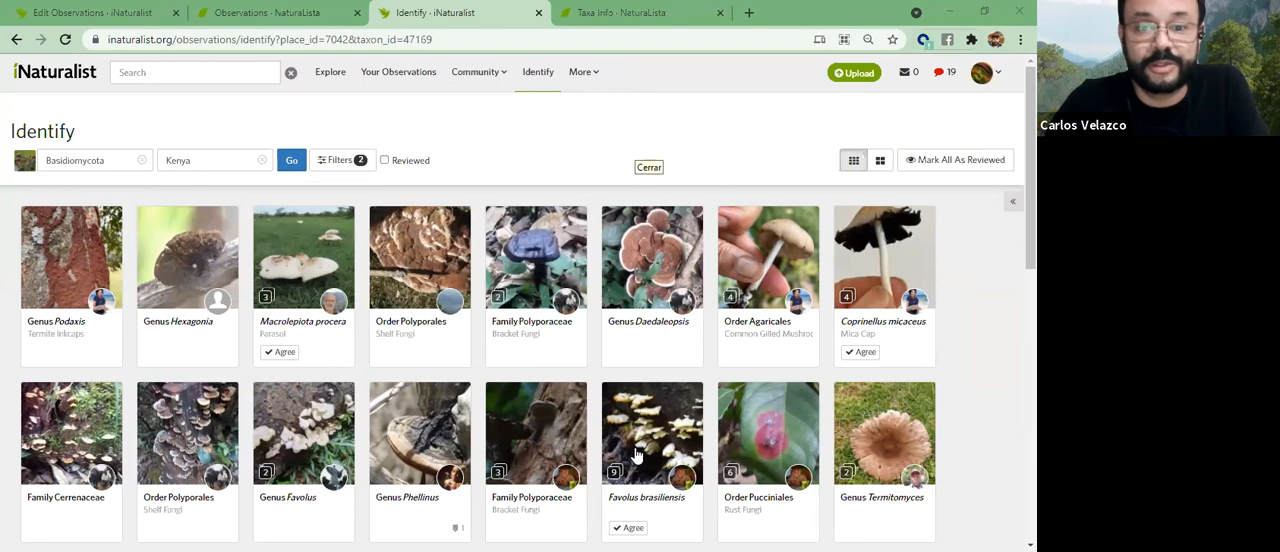 Edit Observations · iNaturalist
Observations · NaturaLista
Identify · iNaturalist
Taxa Info · NaturaLista
inaturalist.org/observations/identify?place_id=7042&taxon_id=47169
iNaturalist
Search
Explore
Your Observations
Community
Identify
More
Upload
0
19
Carlos Velazco
Identify
Basidiomycota
Kenya
Go
Filters 2
Reviewed
Cerrar
Mark All As Reviewed
«
3
2
4
4
Genus Podaxis
Termite Inkcaps
Genus Hexagonia
Macrolepiota procera
Parasol
Agree
Order Polyporales
Shelf Fungi
Family Polyporaceae
Bracket Fungi
Genus Daedaleopsis
Order Agaricales
Common Gilled Mushroo
Coprinellus micaceus
Mica Cap
Agree
2
3
9
6
2
Family Cerrenaceae
Order Polyporales
Shelf Fungi
Genus Favolus
Genus Phellinus
1
Family Polyporaceae
Bracket Fungi
Favolus brasiliensis
Agree
Order Pucciniales
Rust Fungi
Genus Termitomyces